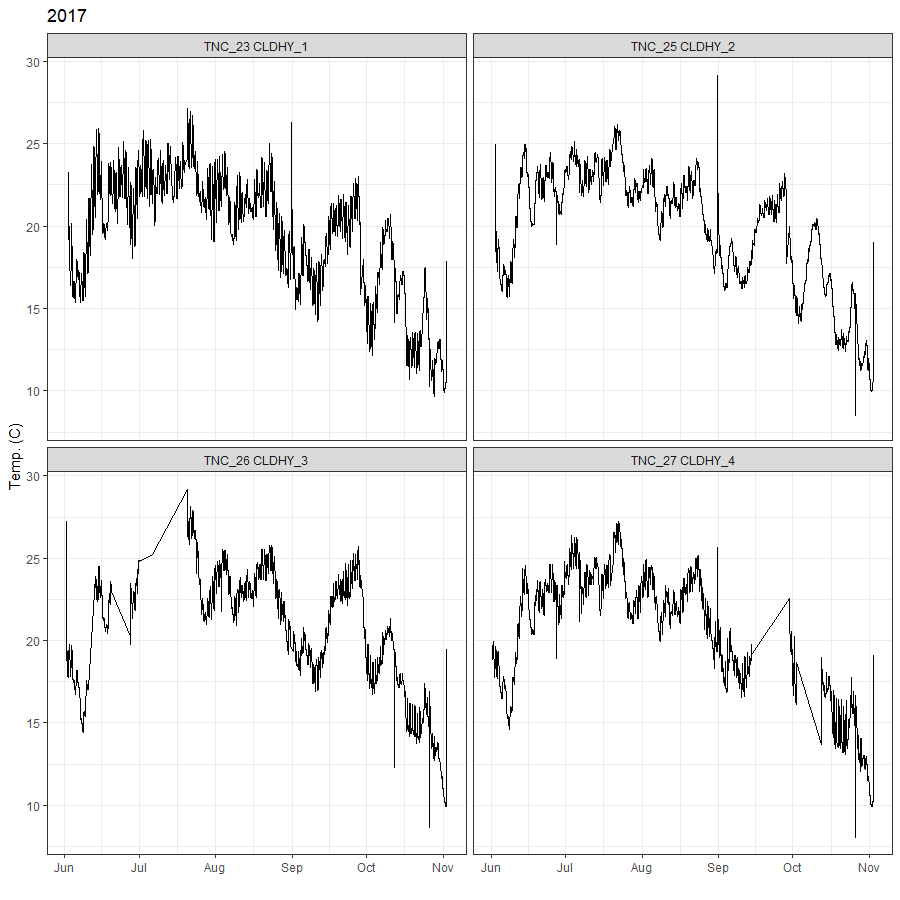 2017
TNC_23 CLDHY_1
TNC_25 CLDHY_2
30
25
20
15
10
Temp. (C)
TNC_26 CLDHY_3
TNC_27 CLDHY_4
30
25
20
15
10
Jun Jul Aug Sep Oct Nov
Jun Jul Aug Sep Oct Nov